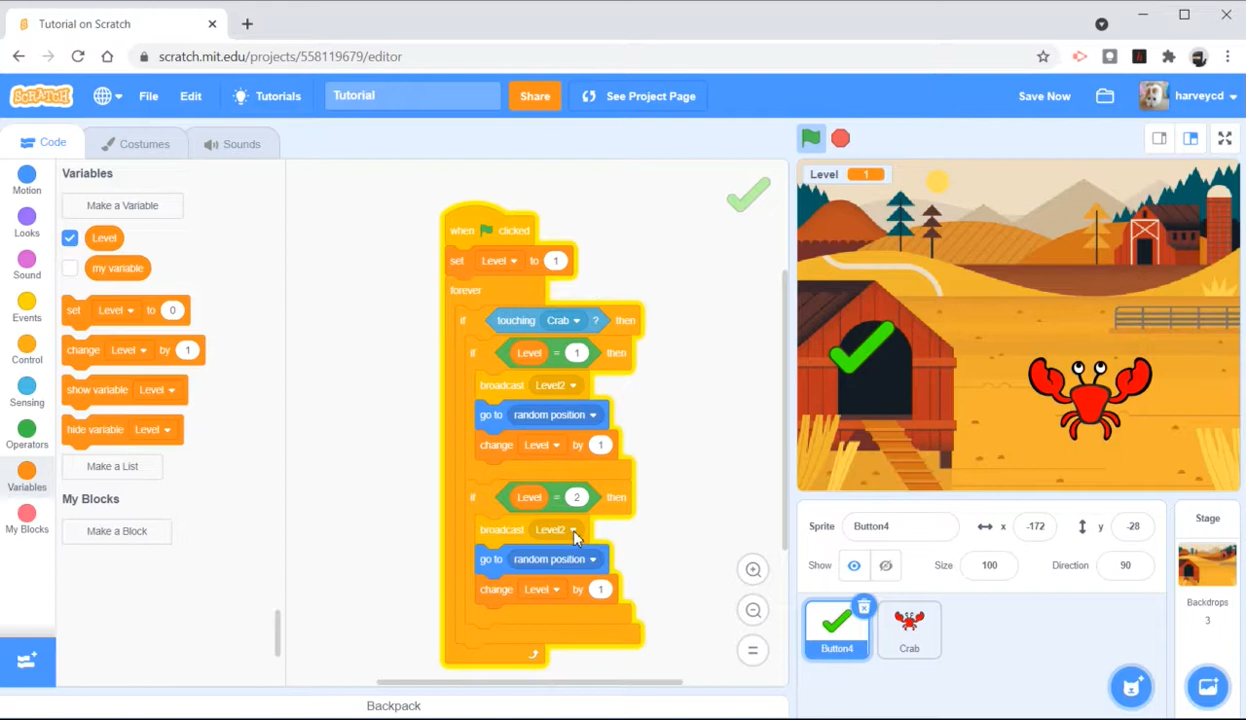 Tutorial on Scratch
scratch.mit.edu/projects/558119679/editor
SCRATCH File Edit Tutorials Tutorial Share See Project Page Save Now harveycd
Code Costumes Sounds
Motion
Looks
Sound
Events
Control
Sensing
Operators
Variables
My Blocks
Variables
Make a Variable
Level
my variable
set Level to 0
change Level by 1
show variable Level
hide variable Level
Make a List
My Blocks
Make a Block
when clicked
set Level to 1
forever
if touching Crab ? then
if Level = 1 then
broadcast Level2
go to random position
change Level by 1
if Level = 2 then
broadcast Level2
go to random position
change Level by 1
Backpack
Level 1
Sprite Button4 x -172 y -28
Show Size 100 Direction 90
Button4
Crab
Stage
Backdrops
3